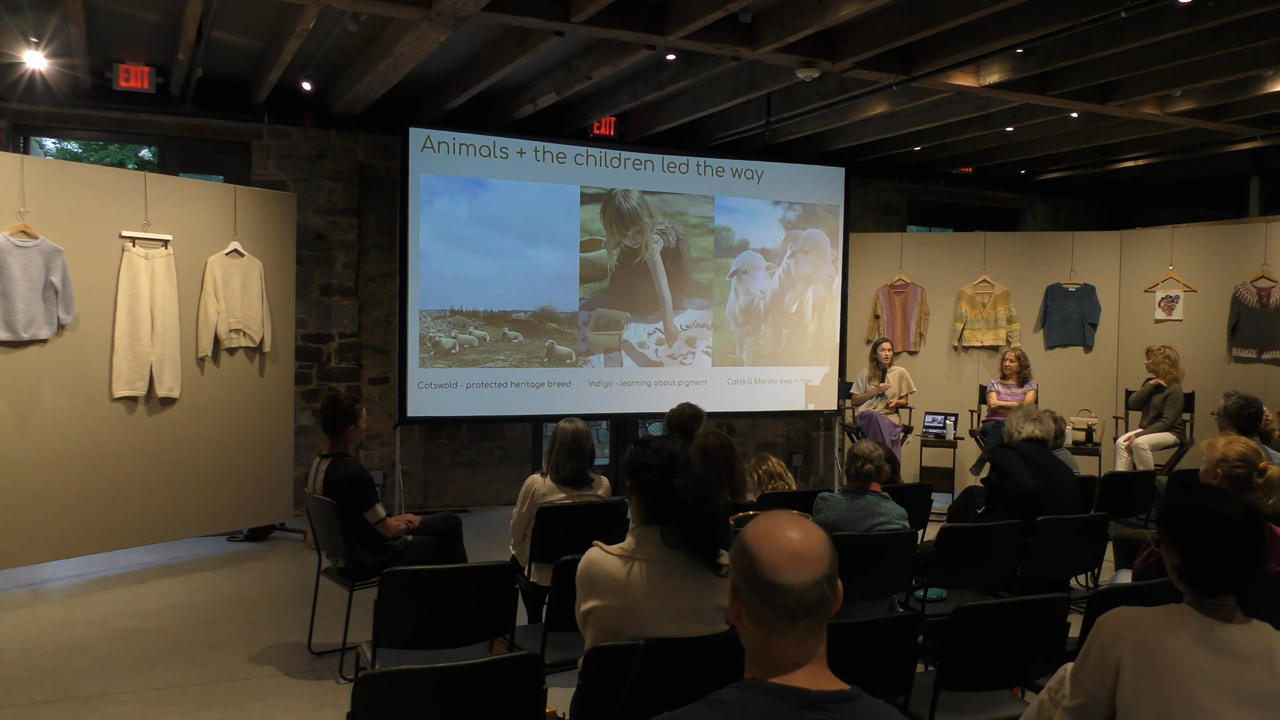 EXIT
EXIT
Animals + the children led the way
Cotswold - protected heritage breed
Indigo - learning about pigment
Catskill Merino ewe +